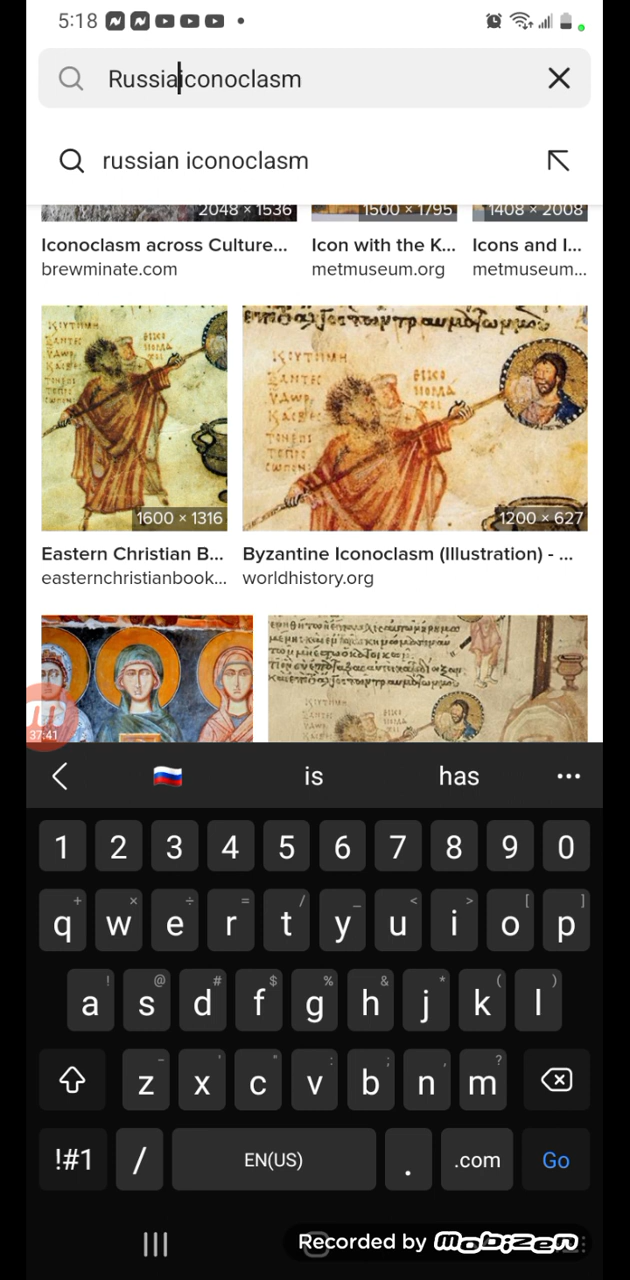 5:18
Russiaiconoclasm
russian iconoclasm
2048 × 1536
1500 × 1795
1408 × 2008
Iconoclasm across Culture...
Icon with the K...
Icons and I...
brewminate.com
metmuseum.org
metmuseum...
1600 × 1316
1200 × 627
Eastern Christian B...
Byzantine Iconoclasm (Illustration) - ...
easternchristianbook...
worldhistory.org
37:41
is has ...
1 2 3 4 5 6 7 8 9 0
+ × ÷ = / _ < > [ ]
q w e r t y u i o p
! @ # $ % & * ( )
a s d f g h j k l
- ' " : ; , ?
z x c v b n m
!#1 / EN(US) . .com Go
Recorded by MOBIZEN